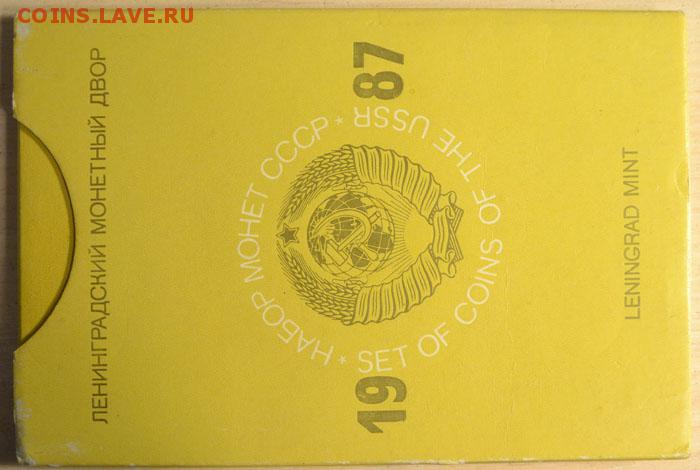 COINS.LAVE.RU
ЛЕНИНГРАДСКИЙ МОНЕТНЫЙ ДВОР
19 87
НАБОР МОНЕТ СССР * SET OF COINS OF THE USSR *
LENINGRAD MINT